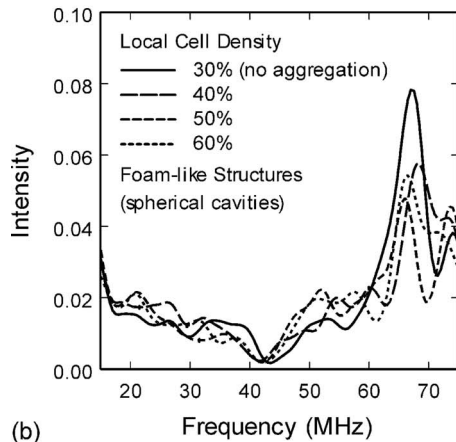 0.10
0.08
0.06
0.04
0.02
0.00
Intensity
Local Cell Density
30% (no aggregation)
40%
50%
60%
Foam-like Structures
(spherical cavities)
20 30 40 50 60 70
(b) Frequency (MHz)